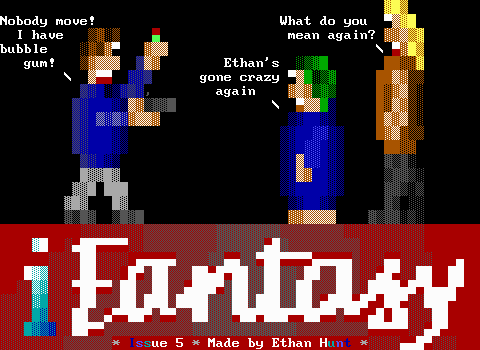 Nobody move!
I have
bubble
gum!
Ethan's
gone crazy
again
What do you
mean again?
i Fantasy
* Issue 5 * Made by Ethan Hunt *